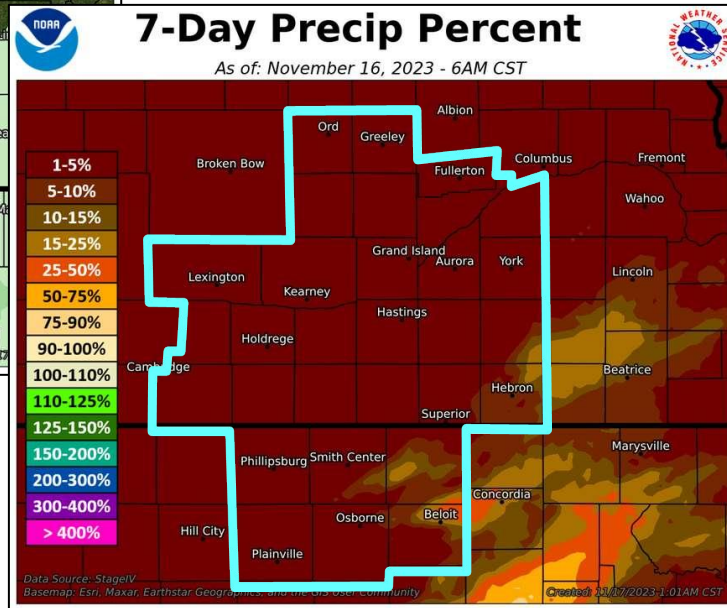 NOAA
7-Day Precip Percent
As of: November 16, 2023 - 6AM CST
NATIONAL WEATHER SERVICE
Albion
Ord
Greeley
Broken Bow
Columbus
Fremont
Fullerton
Wahoo
Grand Island
Aurora
York
Lexington
Kearney
Lincoln
Hastings
Holdrege
Cambridge
Beatrice
Hebron
Superior
Marysville
Phillipsburg
Smith Center
Concordia
Beloit
Osborne
Hill City
Plainville
1-5%
5-10%
10-15%
15-25%
25-50%
50-75%
75-90%
90-100%
100-110%
110-125%
125-150%
150-200%
200-300%
300-400%
> 400%
Data Source: StageIV
Basemap: Esri, Maxar, Earthstar Geographics, and the GIS User Community
Created: 11/17/2023-1:01AM CST